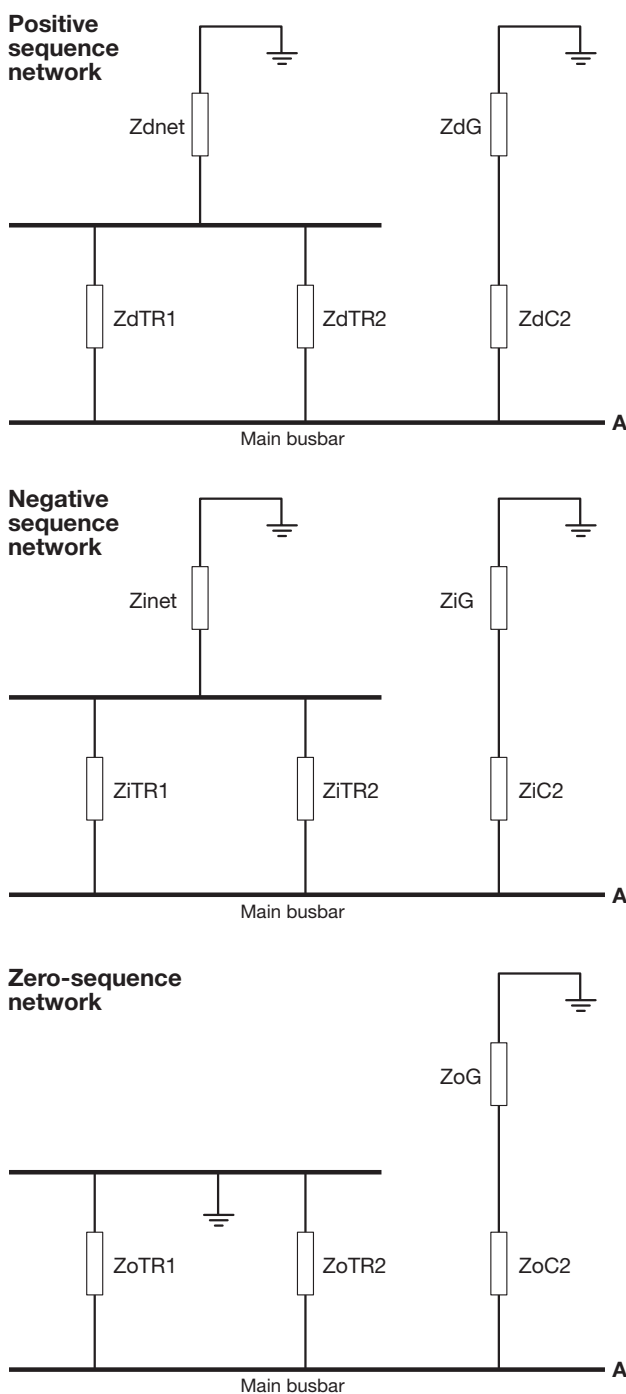 Positive
sequence
network
Zdnet
ZdG
ZdTR1
ZdTR2
ZdC2
A
Main busbar
Negative
sequence
network
Zinet
ZiG
ZiTR1
ZiTR2
ZiC2
A
Main busbar
Zero-sequence
network
ZoG
ZoTR1
ZoTR2
ZoC2
A
Main busbar